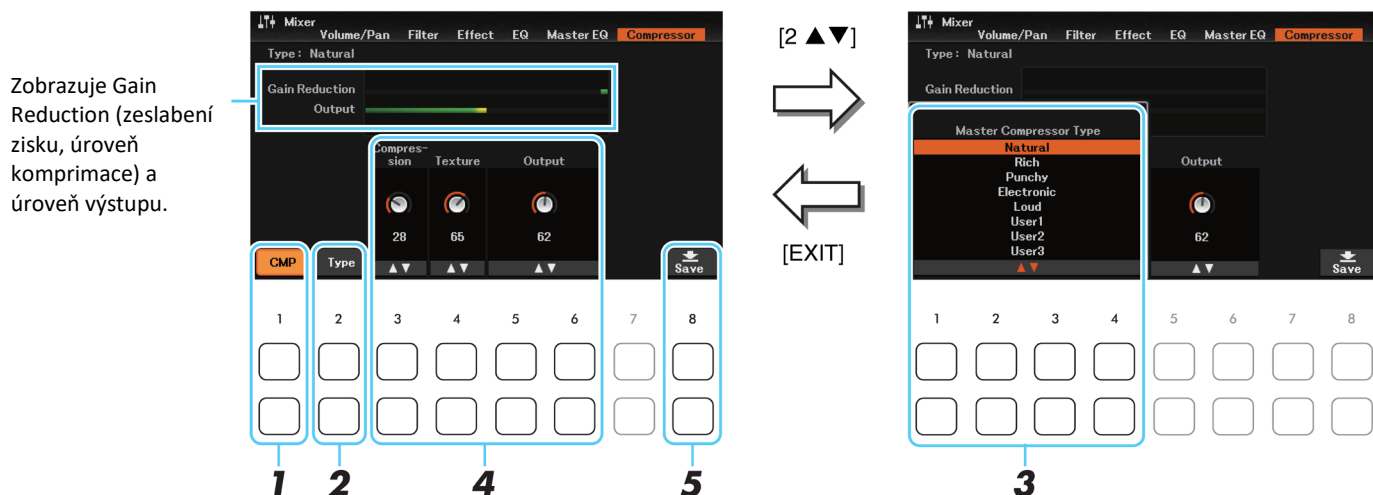 Mixer
Volume/Pan Filter Effect EQ Master EQ Compressor
Type: Natural
Gain Reduction
Output
Zobrazuje Gain
Reduction (zeslabení
zisku, úroveň
komprimace) a
úroveň výstupu.
Compres-
sion Texture Output
28 65 62
CMP Type ▲▼ ▲▼ ▲▼ Save
1 2 3 4 5 6 7 8
1 2 4 5
[2 ▲▼]
[EXIT]
Mixer
Volume/Pan Filter Effect EQ Master EQ Compressor
Type: Natural
Gain Reduction
Master Compressor Type
Natural
Rich
Punchy
Electronic
Loud
User1
User2
User3
▲▼
Output
62
▲▼ Save
1 2 3 4 5 6 7 8
3